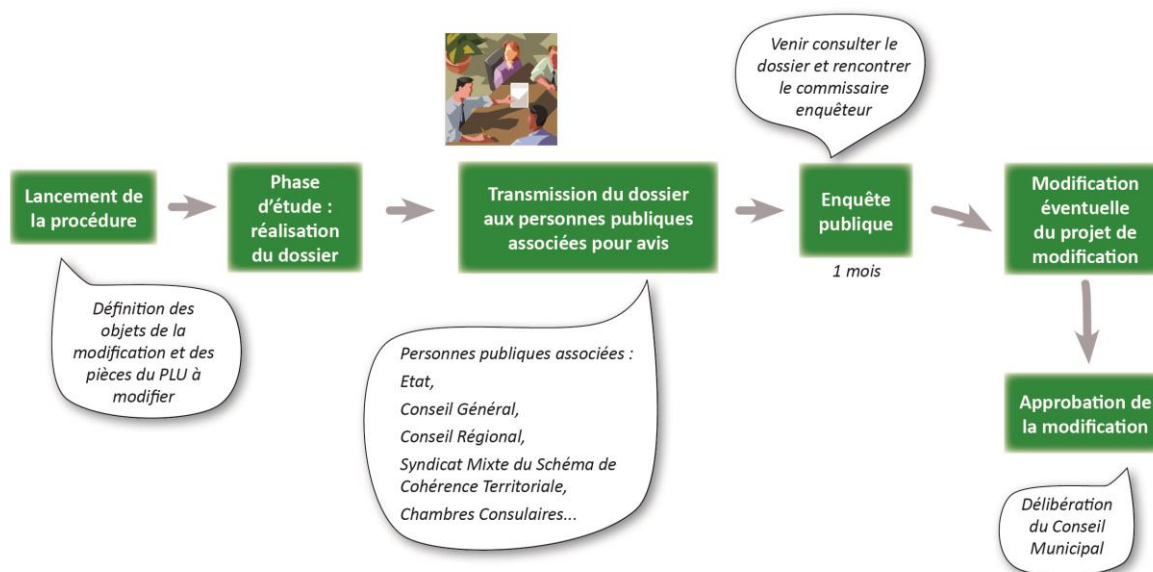 Lancement de
la procédure
Définition des
objets de la
modification et des
pièces du PLU à
modifier
Phase
d'étude :
réalisation
du dossier
Transmission du dossier
aux personnes publiques
associées pour avis
Personnes publiques associées :
Etat,
Conseil Général,
Conseil Régional,
Syndicat Mixte du Schéma de
Cohérence Territoriale,
Chambres Consulaires...
Venir consulter le
dossier et rencontrer
le commissaire
enquêteur
Enquête
publique
1 mois
Modification
éventuelle
du projet de
modification
Approbation de
la modification
Délibération
du Conseil
Municipal